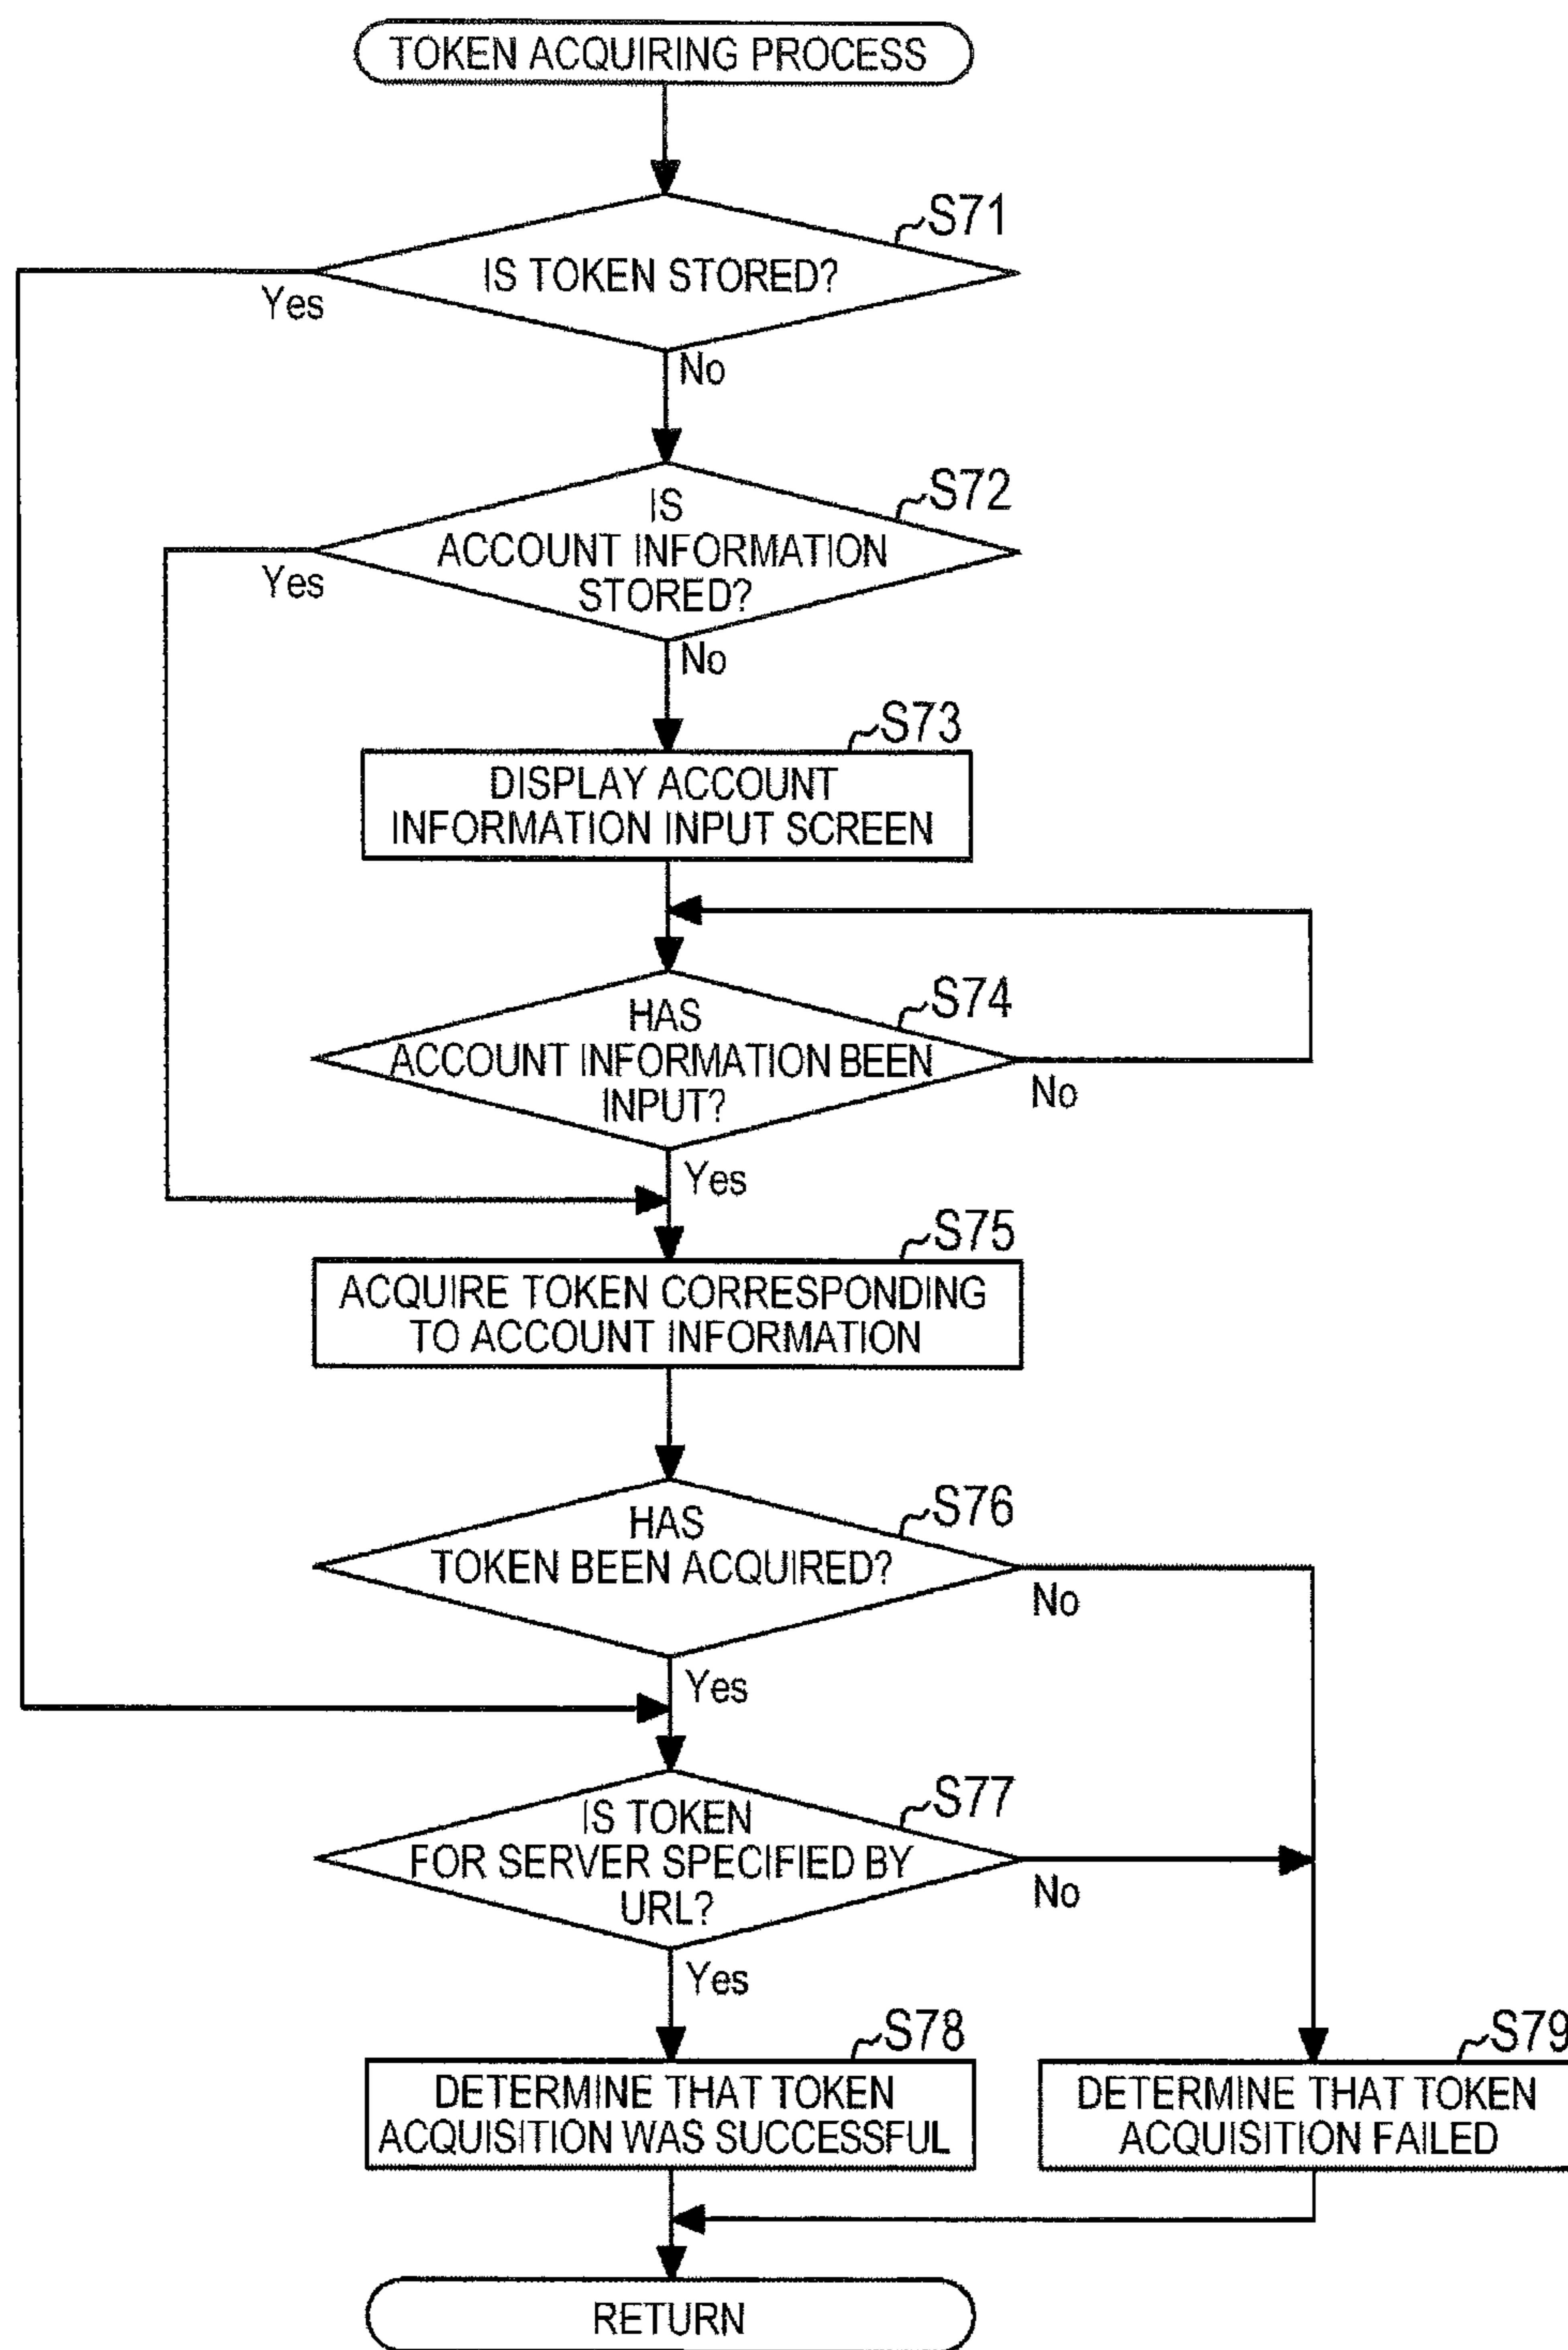 TOKEN ACQUIRING PROCESS
S71
IS TOKEN STORED?
Yes
No
S72
IS
ACCOUNT INFORMATION
STORED?
Yes
No
S73
DISPLAY ACCOUNT
INFORMATION INPUT SCREEN
S74
HAS
ACCOUNT INFORMATION BEEN
INPUT?
No
Yes
S75
ACQUIRE TOKEN CORRESPONDING
TO ACCOUNT INFORMATION
S76
HAS
TOKEN BEEN ACQUIRED?
No
Yes
S77
IS TOKEN
FOR SERVER SPECIFIED BY
URL?
No
Yes
S78
DETERMINE THAT TOKEN
ACQUISITION WAS SUCCESSFUL
S79
DETERMINE THAT TOKEN
ACQUISITION FAILED
RETURN